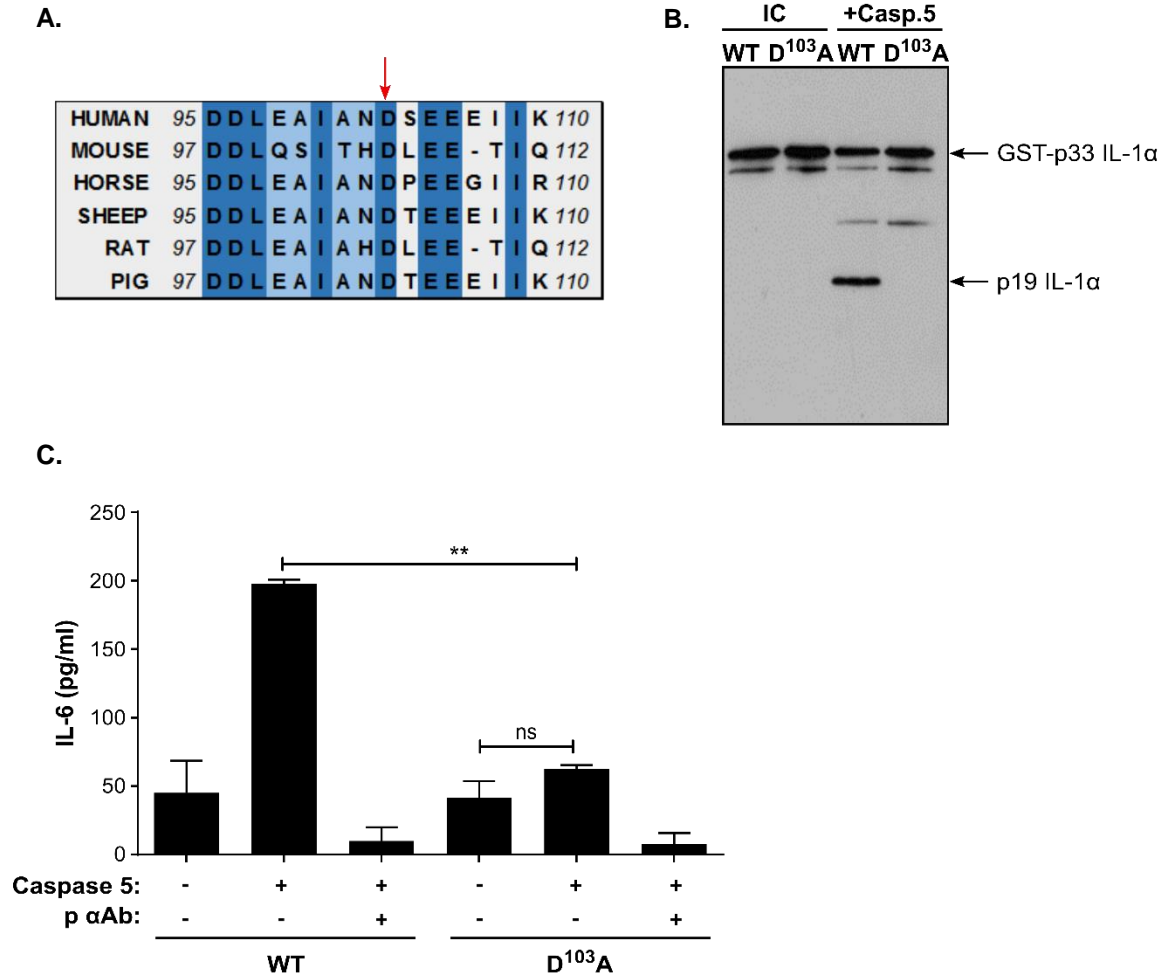 A.
HUMAN 95 D D L E A I A N D S E E E I I K 110
MOUSE 97 D D L Q S I T H D L E E - T I Q 112
HORSE 95 D D L E A I A N D P E E G I I R 110
SHEEP 95 D D L E A I A N D T E E E I I K 110
RAT 97 D D L E A I A H D L E E - T I Q 112
PIG 97 D D L E A I A N D T E E E I I K 110
B.
IC +Casp.5
WT D¹⁰³A WT D¹⁰³A
GST-p33 IL-1α
p19 IL-1α
C.
IL-6 (pg/ml)
250
200
150
100
50
0
**
ns
Caspase 5: - + + - + +
p αAb: - - + - - +
WT D¹⁰³A